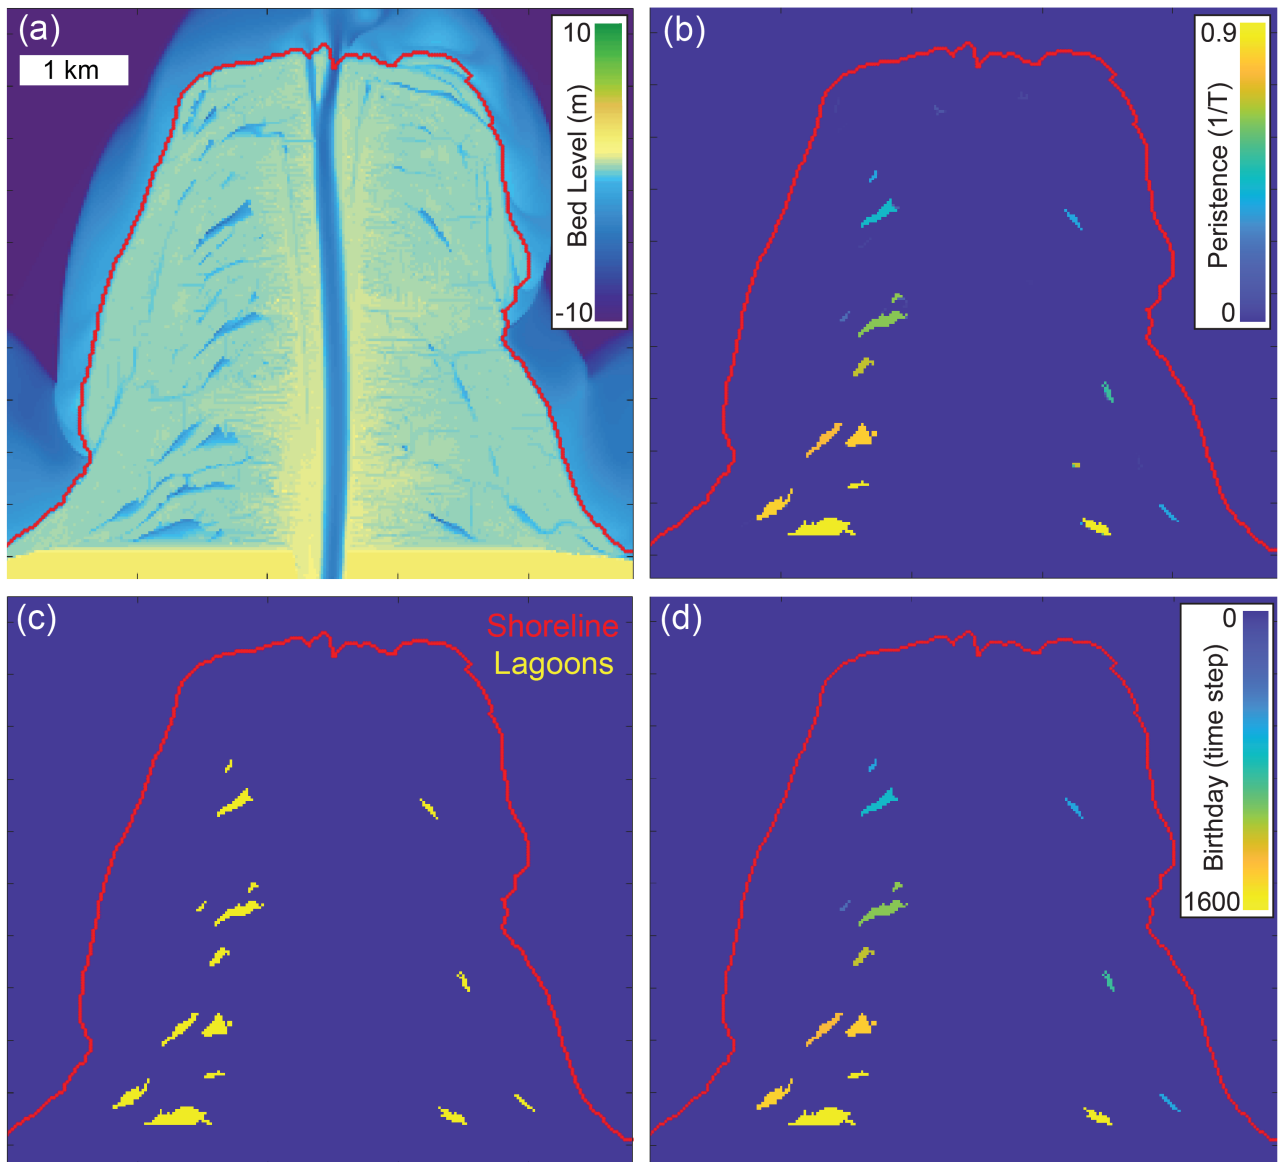 (a)
1 km
10
Bed Level (m)
-10
(b)
0.9
Peristence (1/T)
0
(c)
Shoreline
Lagoons
(d)
0
Birthday (time step)
1600